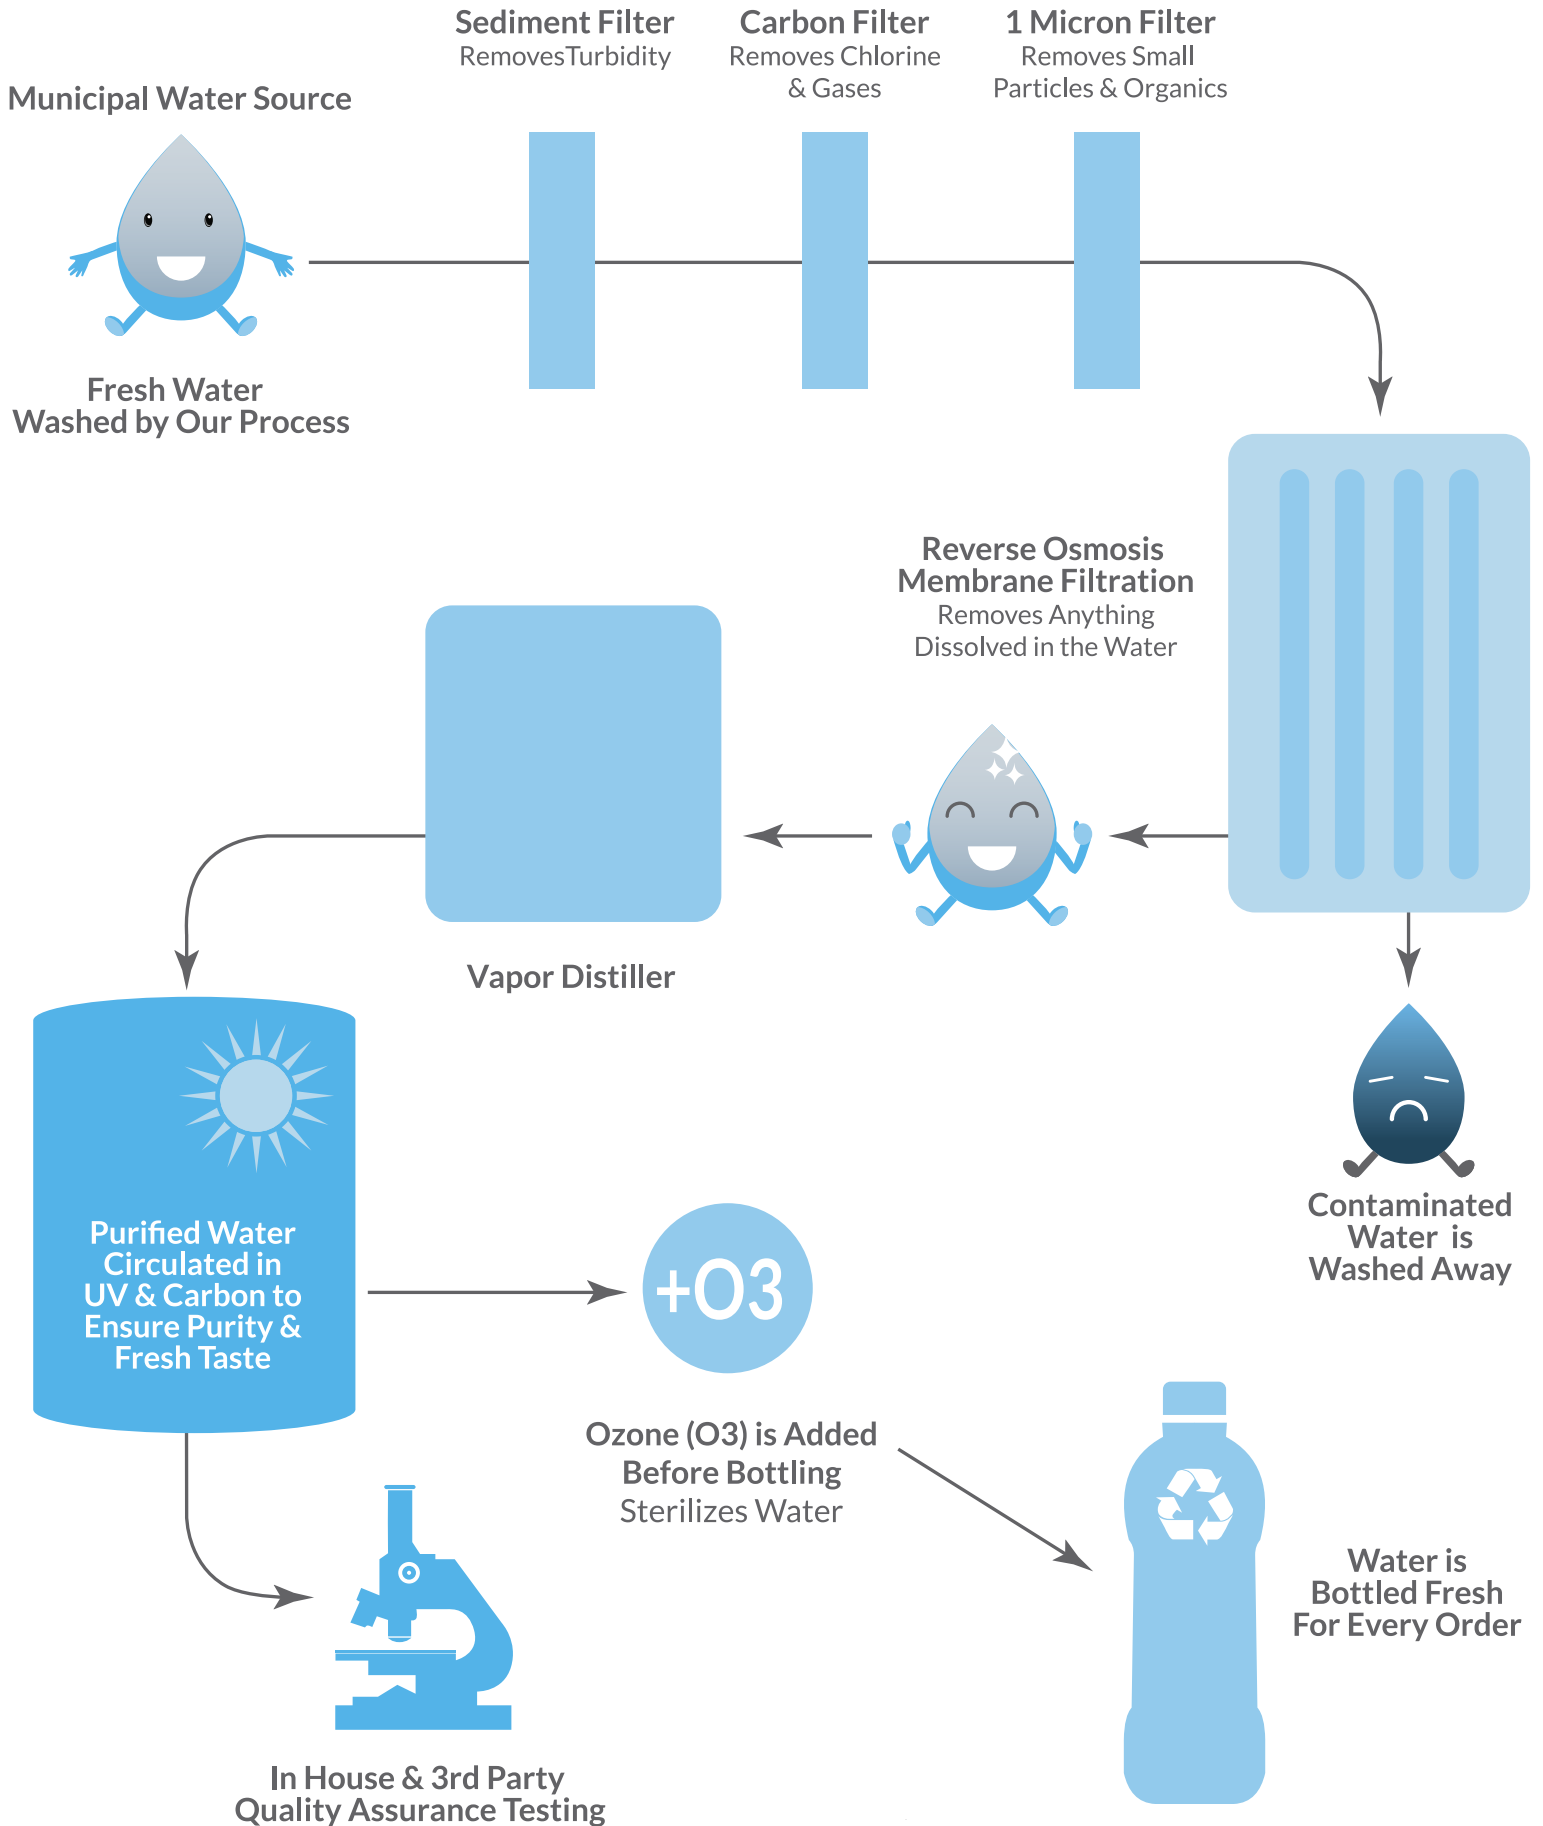 Sediment Filter
RemovesTurbidity
Carbon Filter
Removes Chlorine
& Gases
1 Micron Filter
Removes Small
Particles & Organics
Municipal Water Source
Fresh Water
Washed by Our Process
Reverse Osmosis
Membrane Filtration
Removes Anything
Dissolved in the Water
Vapor Distiller
Contaminated
Water is
Washed Away
Purified Water
Circulated in
UV & Carbon to
Ensure Purity &
Fresh Taste
+O3
Ozone (O3) is Added
Before Bottling
Sterilizes Water
Water is
Bottled Fresh
For Every Order
In House & 3rd Party
Quality Assurance Testing